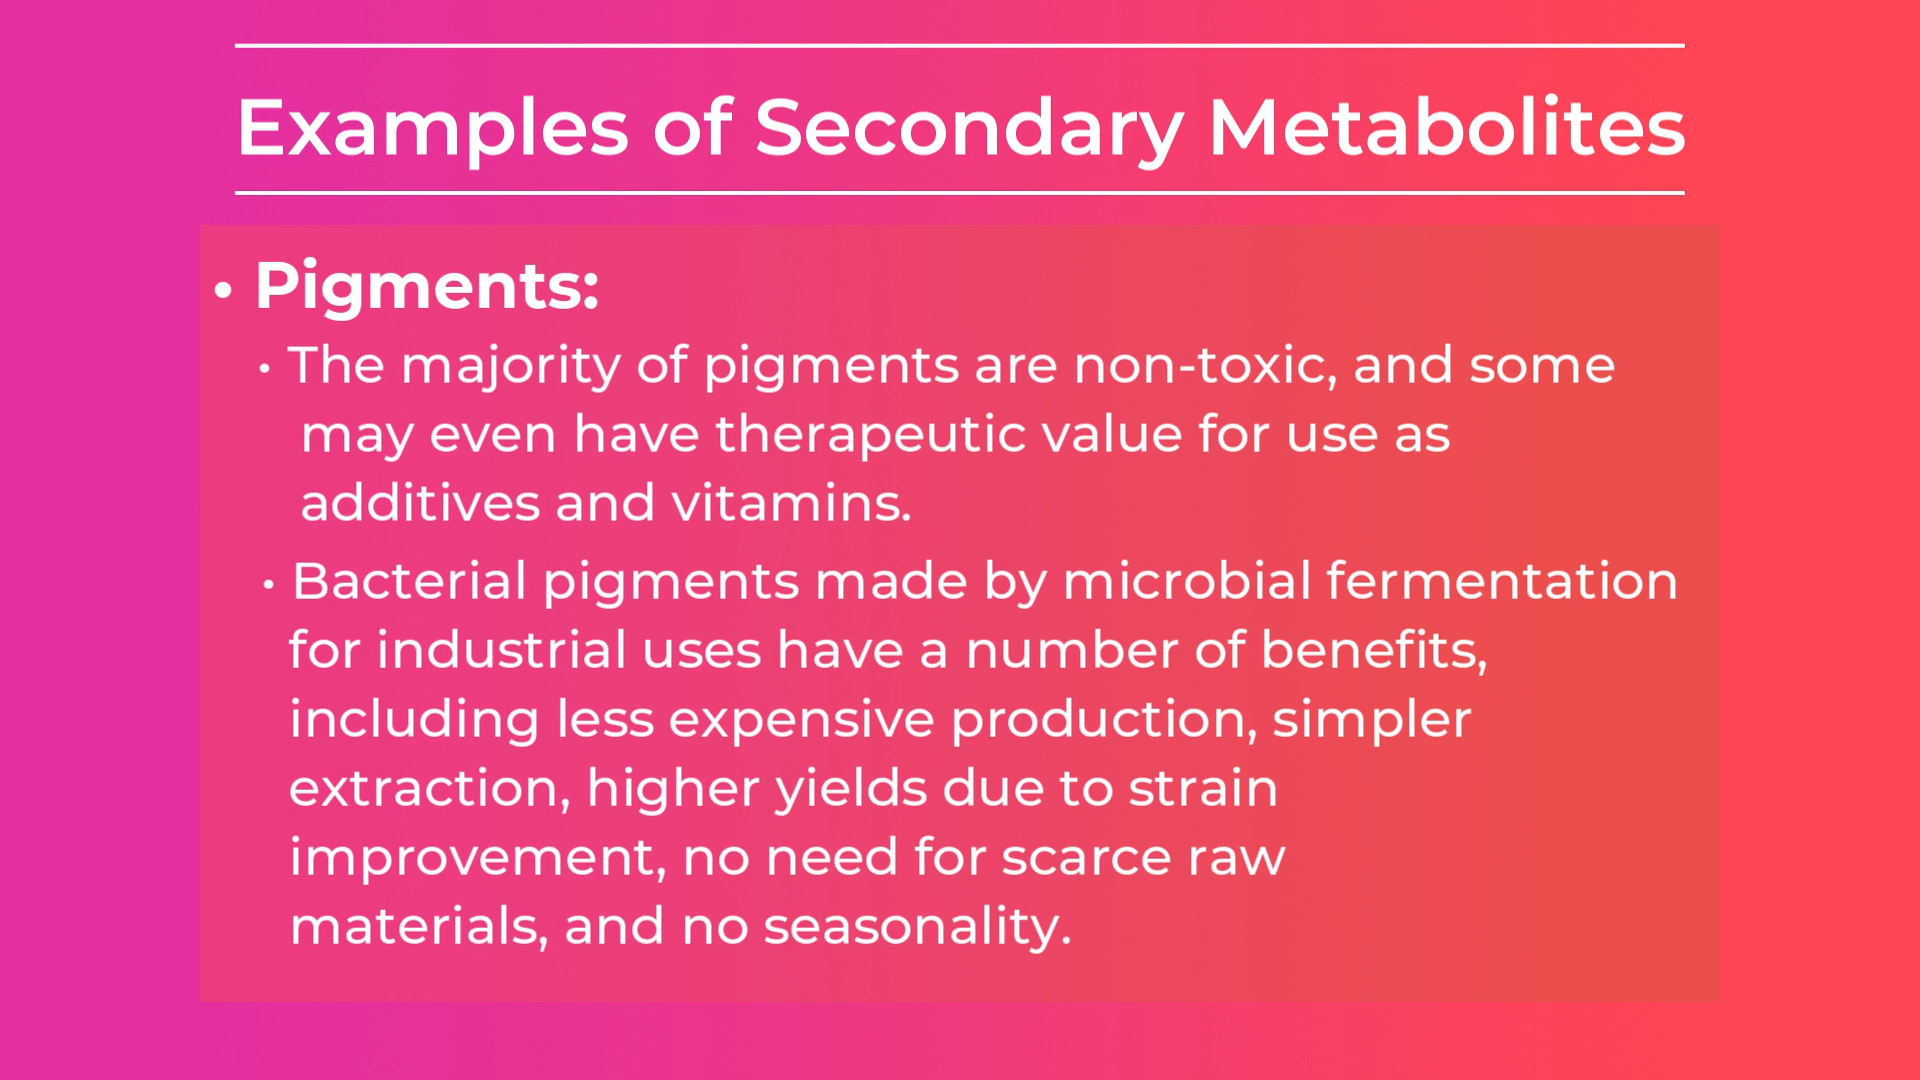 Examples of Secondary Metabolites
• Pigments:
• The majority of pigments are non-toxic, and some
may even have therapeutic value for use as
additives and vitamins.
• Bacterial pigments made by microbial fermentation
for industrial uses have a number of benefits,
including less expensive production, simpler
extraction, higher yields due to strain
improvement, no need for scarce raw
materials, and no seasonality.